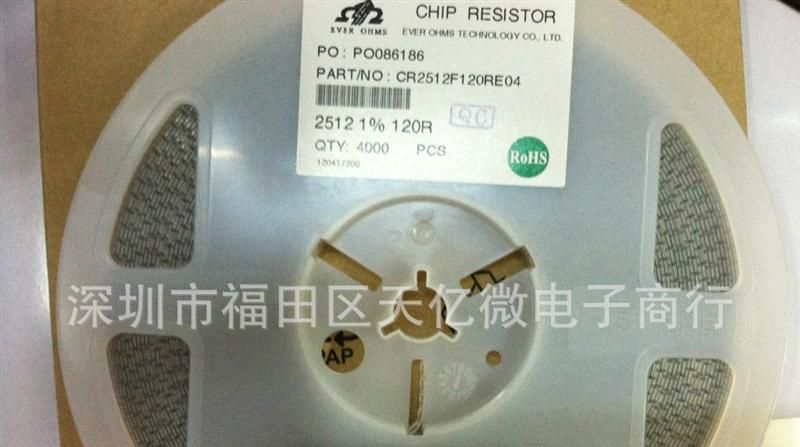 CHIP RESISTOR
EVER OHMS
EVER OHMS TECHNOLOGY CO., LTD.
PO : PO086186
PART/NO : CR2512F120RE04
2512 1% 120R
QC
QTY: 4000 PCS
RoHS
120417200
深圳市福田区天亿微电子商行
PAP